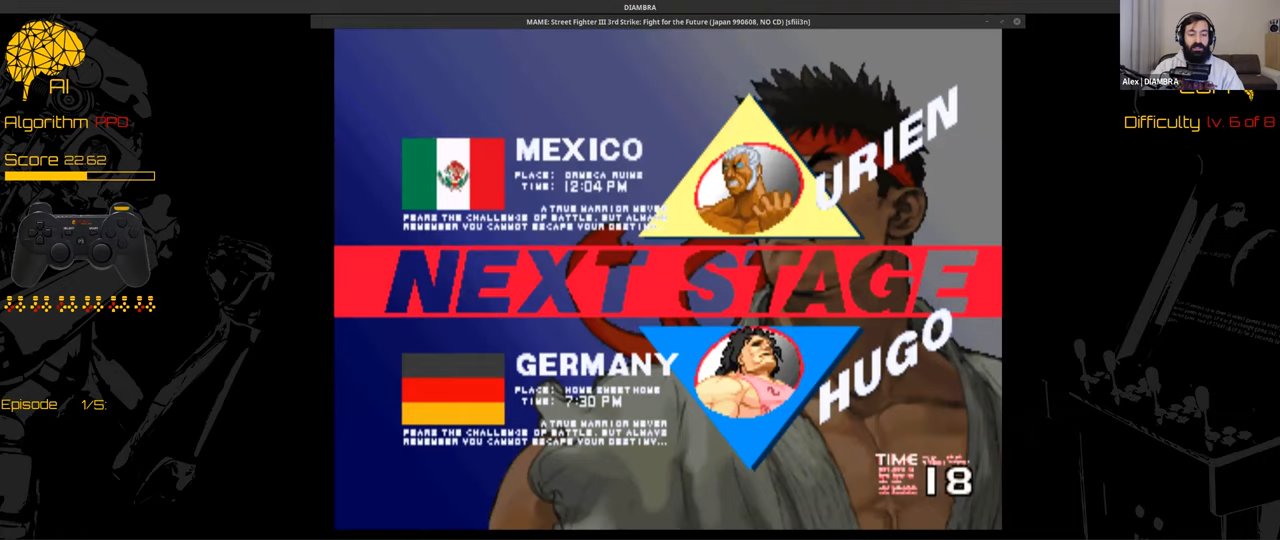 DIAMBRA
MAME: Street Fighter III 3rd Strike: Fight for the Future (Japan 990608, NO CD) [sfiii3n]
AI
Algorithm PPO
Score 22.62
Episode 1/5:
Alex | DIAMBRA
Difficulty lv. 6 of 8
MEXICO
PLACE: ORMECA RUINS
TIME: 12:04 PM
A TRUE WARRIOR NEVER
FEARS THE CHALLENGE OF BATTLE, BUT ALWAYS
REMEMBER YOU CANNOT ESCAPE YOUR DESTINY...
URIEN
NEXT STAGE
GERMANY
PLACE: HOME SWEET HOME
TIME: 7:30 PM
A TRUE WARRIOR NEVER
FEARS THE CHALLENGE OF BATTLE, BUT ALWAYS
REMEMBER YOU CANNOT ESCAPE YOUR DESTINY...
HUGO
TIME
18